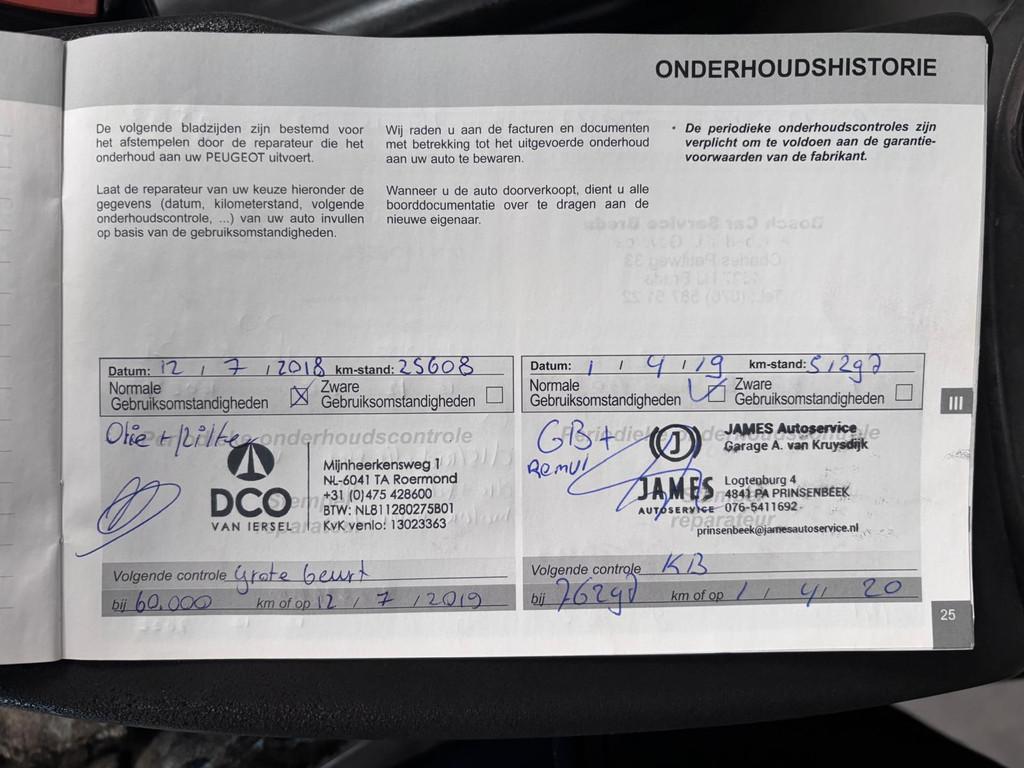 ONDERHOUDSHISTORIE
De volgende bladzijden zijn bestemd voor
het afstempelen door de reparateur die het
onderhoud aan uw PEUGEOT uitvoert.
Laat de reparateur van uw keuze hieronder de
gegevens (datum, kilometerstand, volgende
onderhoudscontrole, ...) van uw auto invullen
op basis van de gebruiksomstandigheden.
Wij raden u aan de facturen en documenten
met betrekking tot het uitgevoerde onderhoud
aan uw auto te bewaren.
Wanneer u de auto doorverkoopt, dient u alle
boorddocumentatie over te dragen aan de
nieuwe eigenaar.
• De periodieke onderhoudscontroles zijn
verplicht om te voldoen aan de garantie-
voorwaarden van de fabrikant.
Datum: 12 / 7 / 2018 km-stand: 25608
Normale
Gebruiksomstandigheden
Zware
Gebruiksomstandigheden
Olie + filter
Periodieke onderhoudscontrole
DCO
VAN IERSEL
Mijnheerkensweg 1
NL-6041 TA Roermond
+31 (0)475 428600
BTW: NL811280275B01
KvK venlo: 13023363
Stempel
reparateur
Volgende controle Grote beurt
bij 60.000 km of op 12 / 7 / 2019
Datum: 1 / 4 / 19 km-stand:
Normale
Gebruiksomstandigheden
Zware
Gebruiksomstandigheden
GB +
Periodieke onderhoudscontrole
J
JAMES
AUTOSERVICE
JAMES Autoservice
Garage A. van Kruysdijk
Logtenburg 4
4841 PA PRINSENBEEK
076-5411692
reparateur
prinsenbeek@jamesautoservice.nl
Volgende controle KB
bij km of op 1 / 4 / 20
III
25